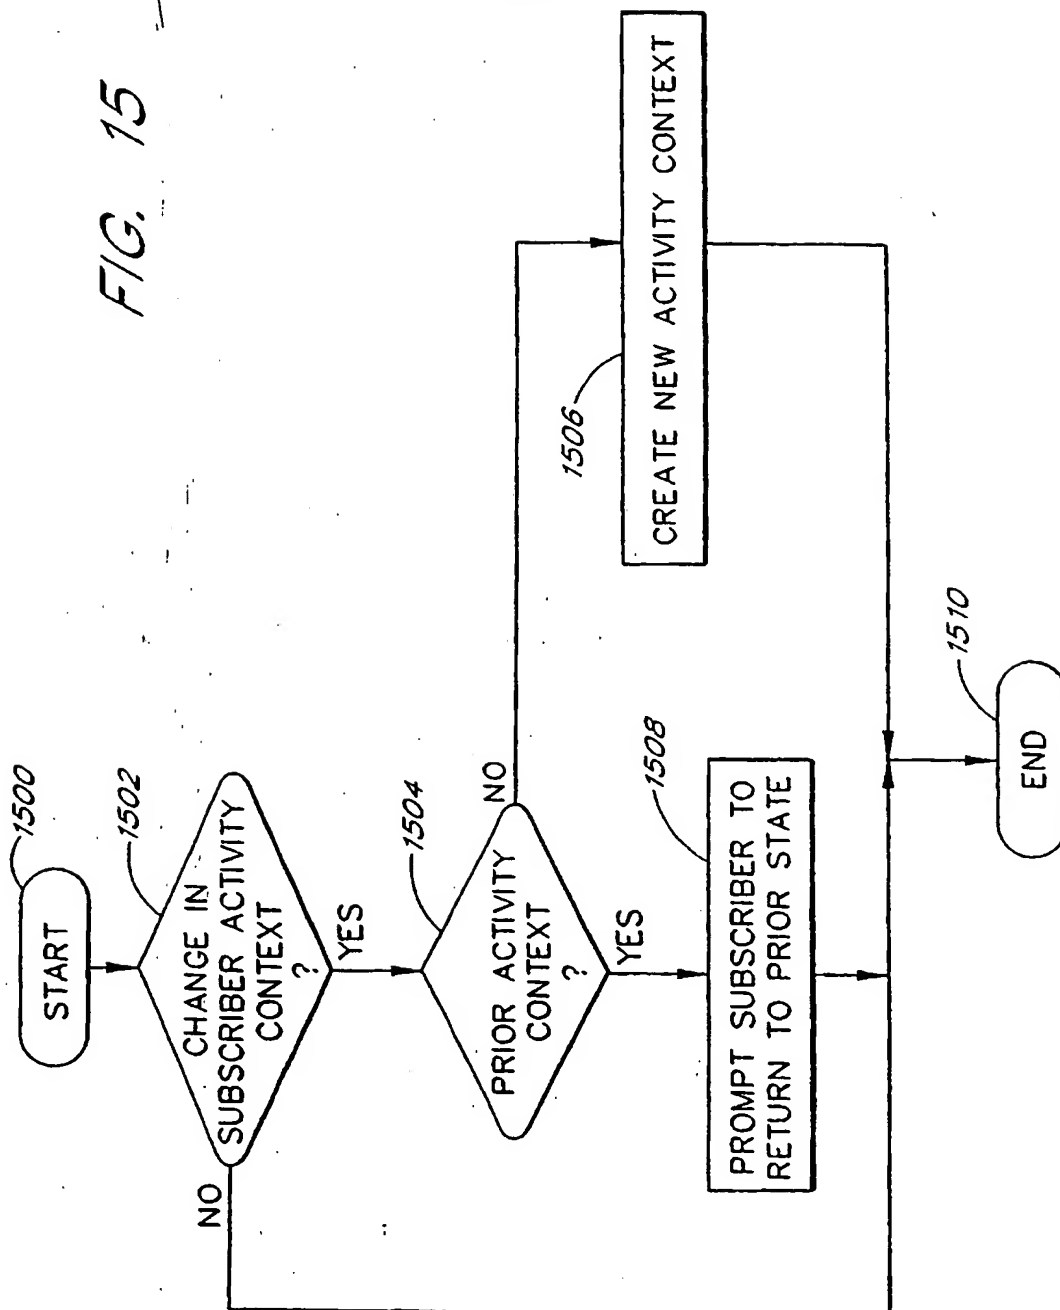 FIG. 15
1500
START
1502
CHANGE IN
SUBSCRIBER ACTIVITY
CONTEXT
?
NO
YES
1504
PRIOR ACTIVITY
CONTEXT
?
NO
YES
1506
CREATE NEW ACTIVITY CONTEXT
1508
PROMPT SUBSCRIBER TO
RETURN TO PRIOR STATE
1510
END